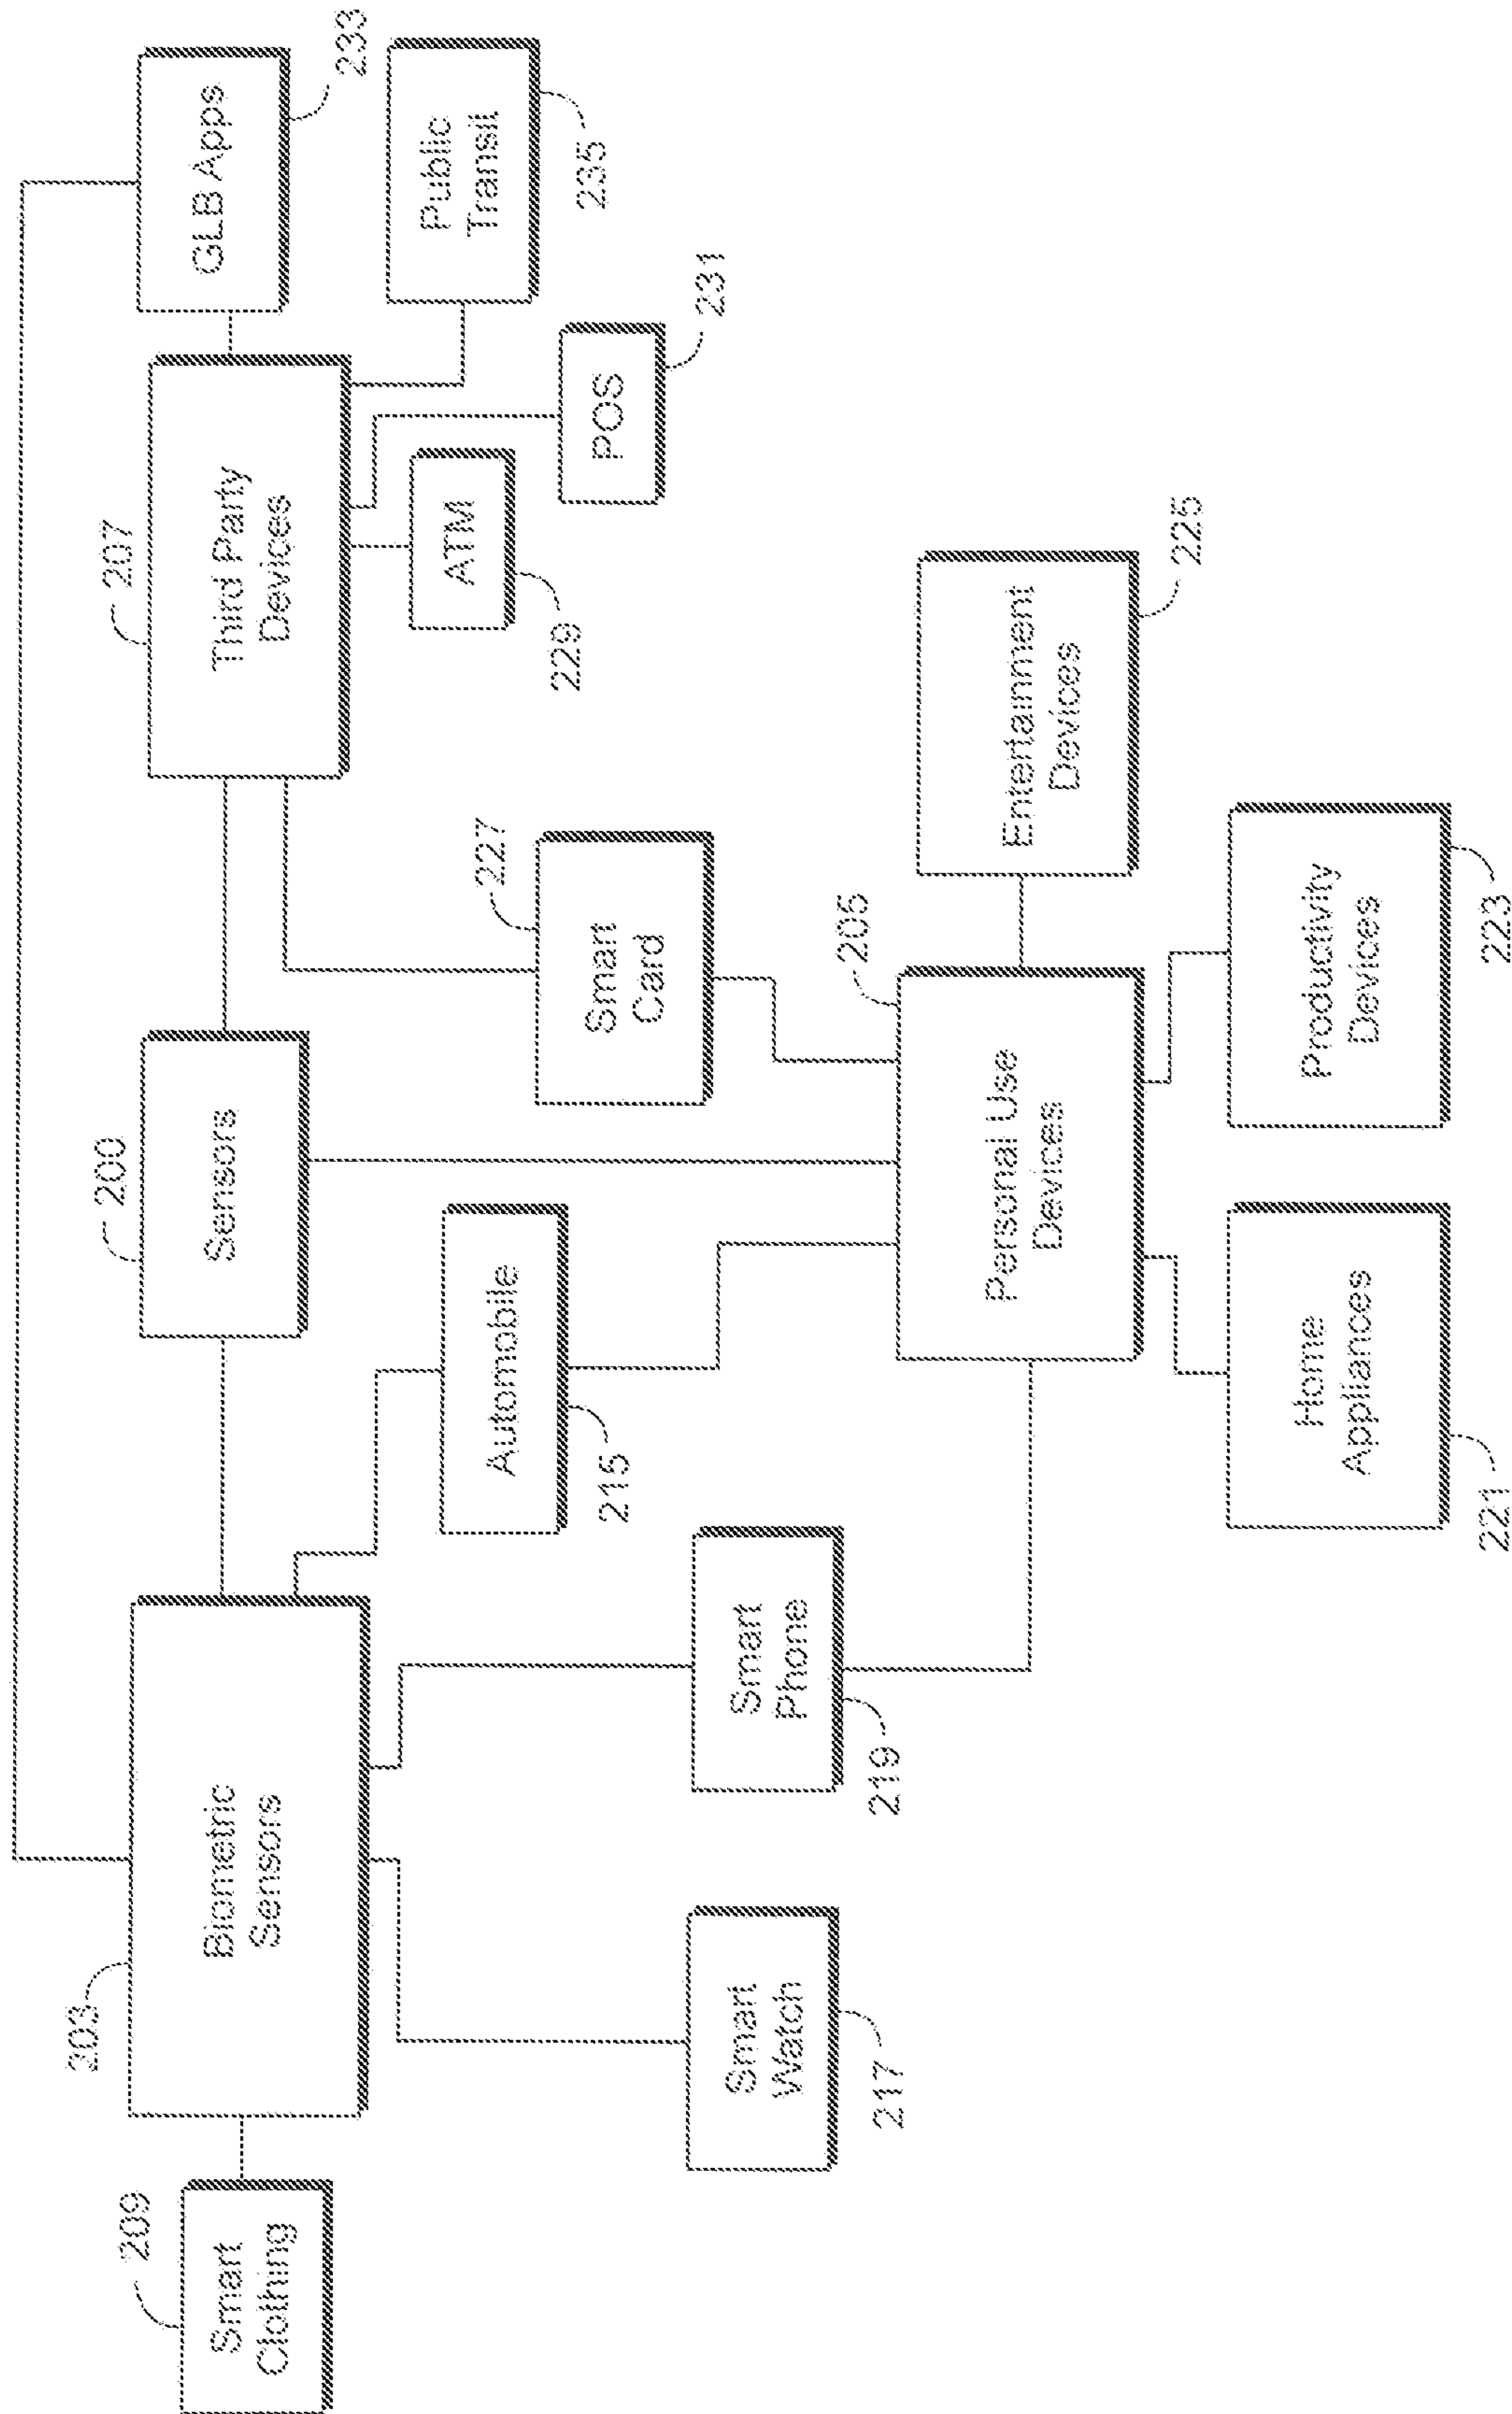 209
Smart
Clothing
203
Biometric
Sensors
200
Sensors
207
Third Party
Devices
GLB Apps
233
Public
Transit
235
POS
231
ATM
229
Automobile
215
227
Smart
Card
Smart
Watch
217
Smart
Phone
219
205
Personal Use
Devices
Entertainment
Devices
225
Home
Appliances
221
Productivity
Devices
223